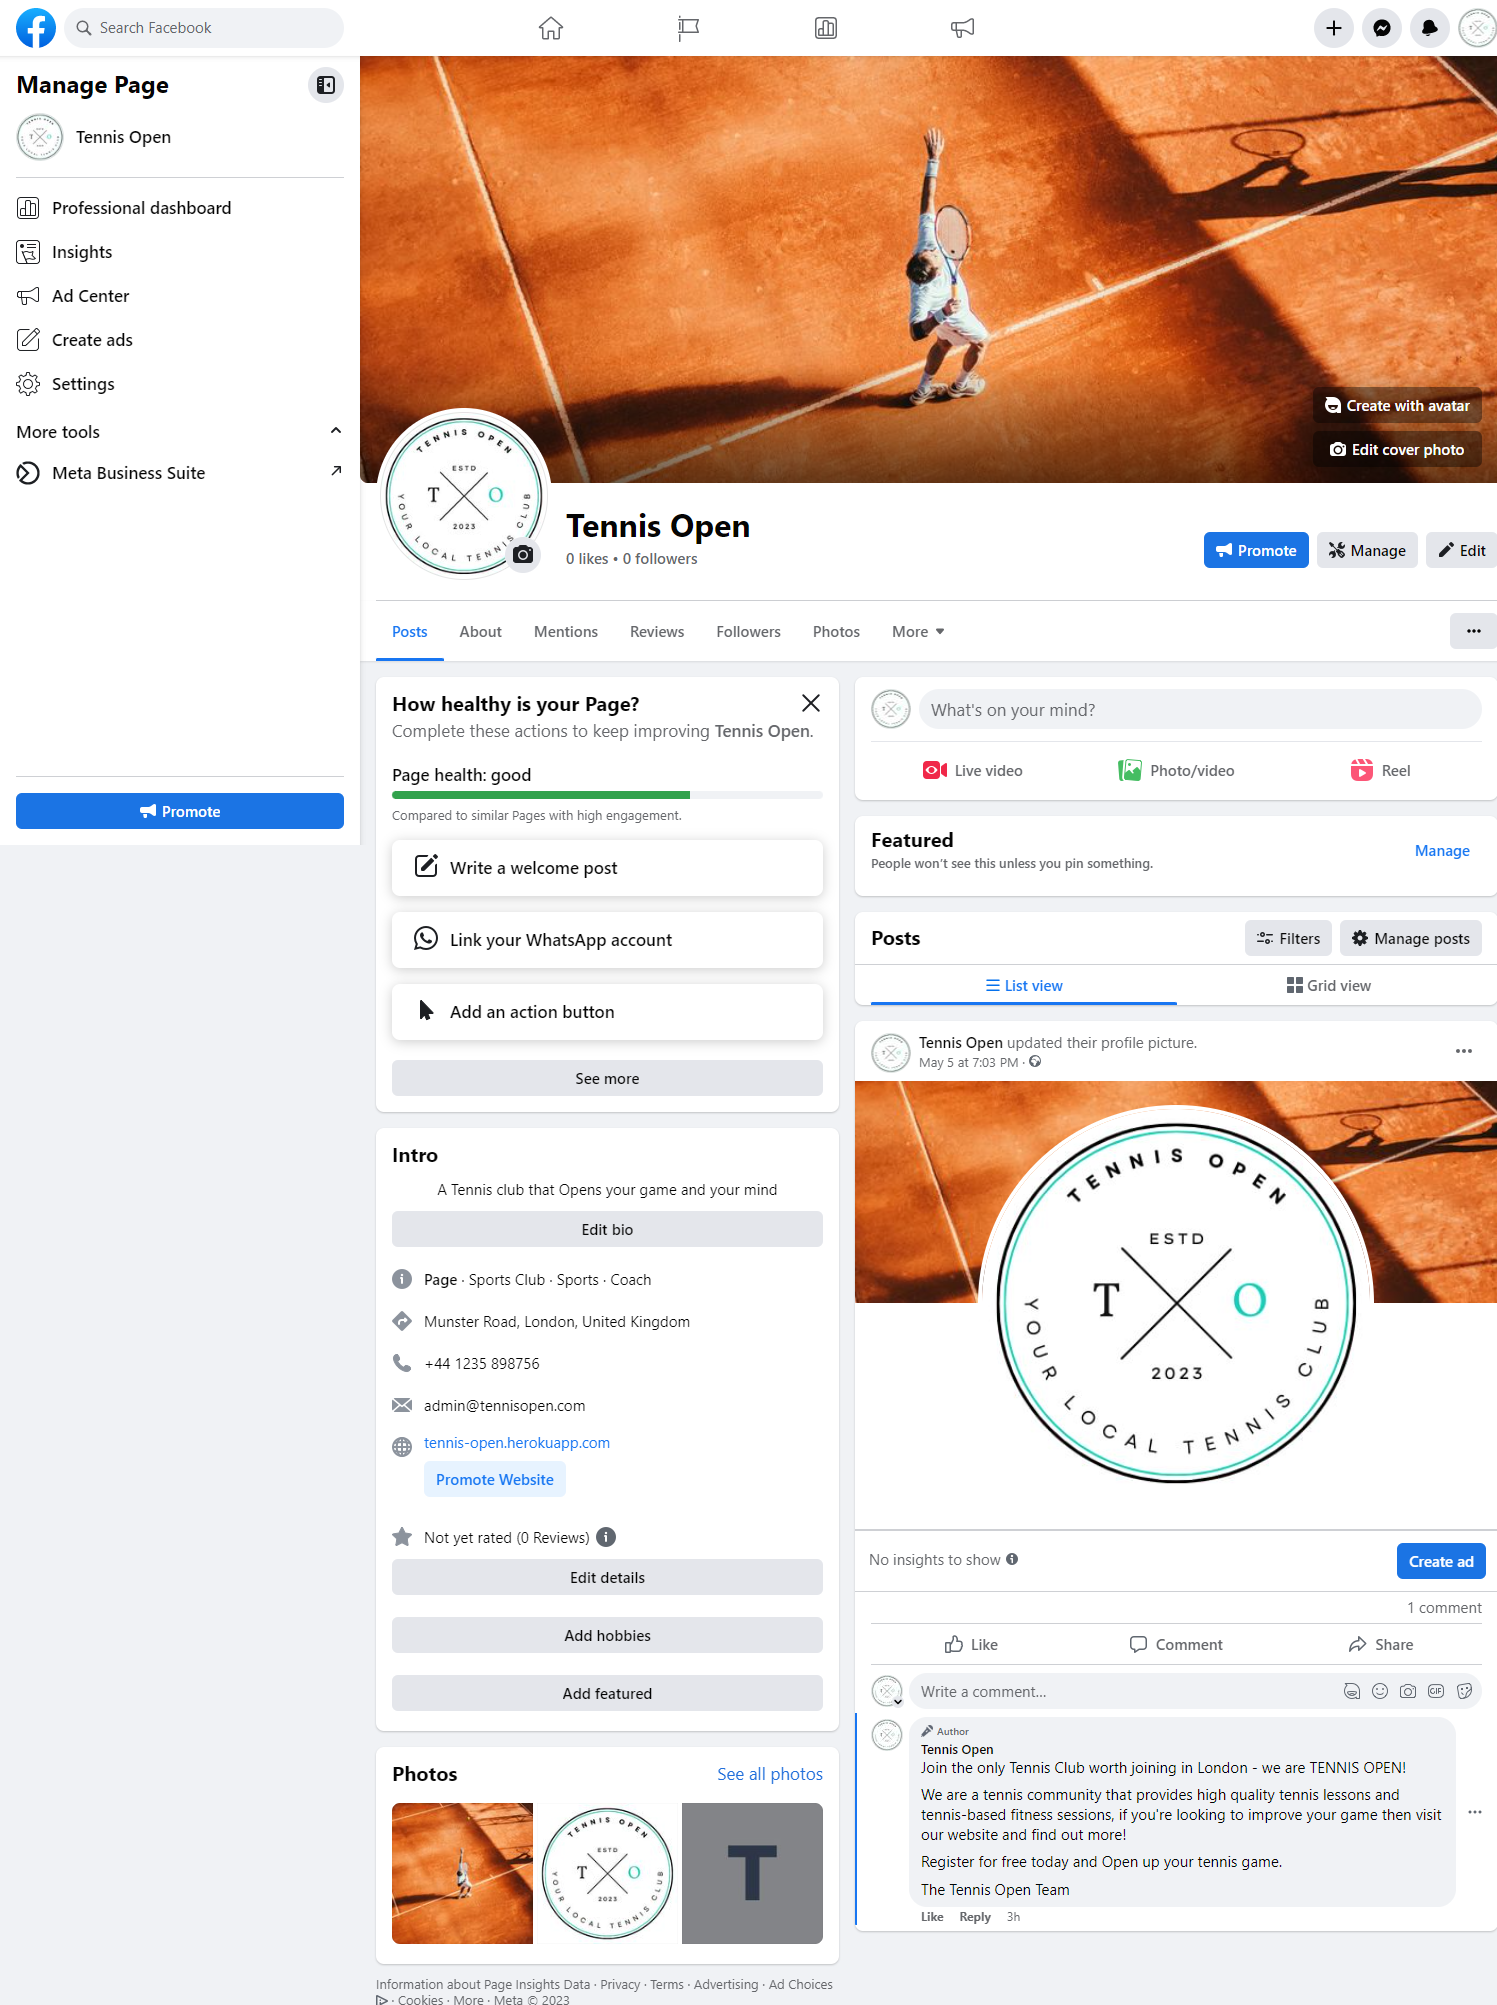 Search Facebook
Manage Page
Tennis Open
Professional dashboard
Insights
Ad Center
Create ads
Settings
More tools
Meta Business Suite
Promote
Create with avatar
Edit cover photo
TENNIS OPEN
ESTD
T O
2023
YOUR LOCAL TENNIS CLUB
Tennis Open
0 likes • 0 followers
Promote
Manage
Edit
Posts
About
Mentions
Reviews
Followers
Photos
More
How healthy is your Page?
Complete these actions to keep improving Tennis Open.
Page health: good
Compared to similar Pages with high engagement.
Write a welcome post
Link your WhatsApp account
Add an action button
See more
Intro
A Tennis club that Opens your game and your mind
Edit bio
Page · Sports Club · Sports · Coach
Munster Road, London, United Kingdom
+44 1235 898756
admin@tennisopen.com
tennis-open.herokuapp.com
Promote Website
Not yet rated (0 Reviews)
Edit details
Add hobbies
Add featured
Photos
See all photos
TENNIS OPEN
ESTD
T O
2023
YOUR LOCAL TENNIS CLUB
T
Information about Page Insights Data · Privacy · Terms · Advertising · Ad Choices
· Cookies · More · Meta © 2023
What's on your mind?
Live video
Photo/video
Reel
Featured
People won't see this unless you pin something.
Manage
Posts
Filters
Manage posts
List view
Grid view
Tennis Open updated their profile picture.
May 5 at 7:03 PM ·
TENNIS OPEN
ESTD
T O
2023
YOUR LOCAL TENNIS CLUB
No insights to show
Create ad
1 comment
Like
Comment
Share
Write a comment...
GIF
Author
Tennis Open
Join the only Tennis Club worth joining in London - we are TENNIS OPEN!
We are a tennis community that provides high quality tennis lessons and
tennis-based fitness sessions, if you're looking to improve your game then visit
our website and find out more!
Register for free today and Open up your tennis game.
The Tennis Open Team
Like Reply 3h